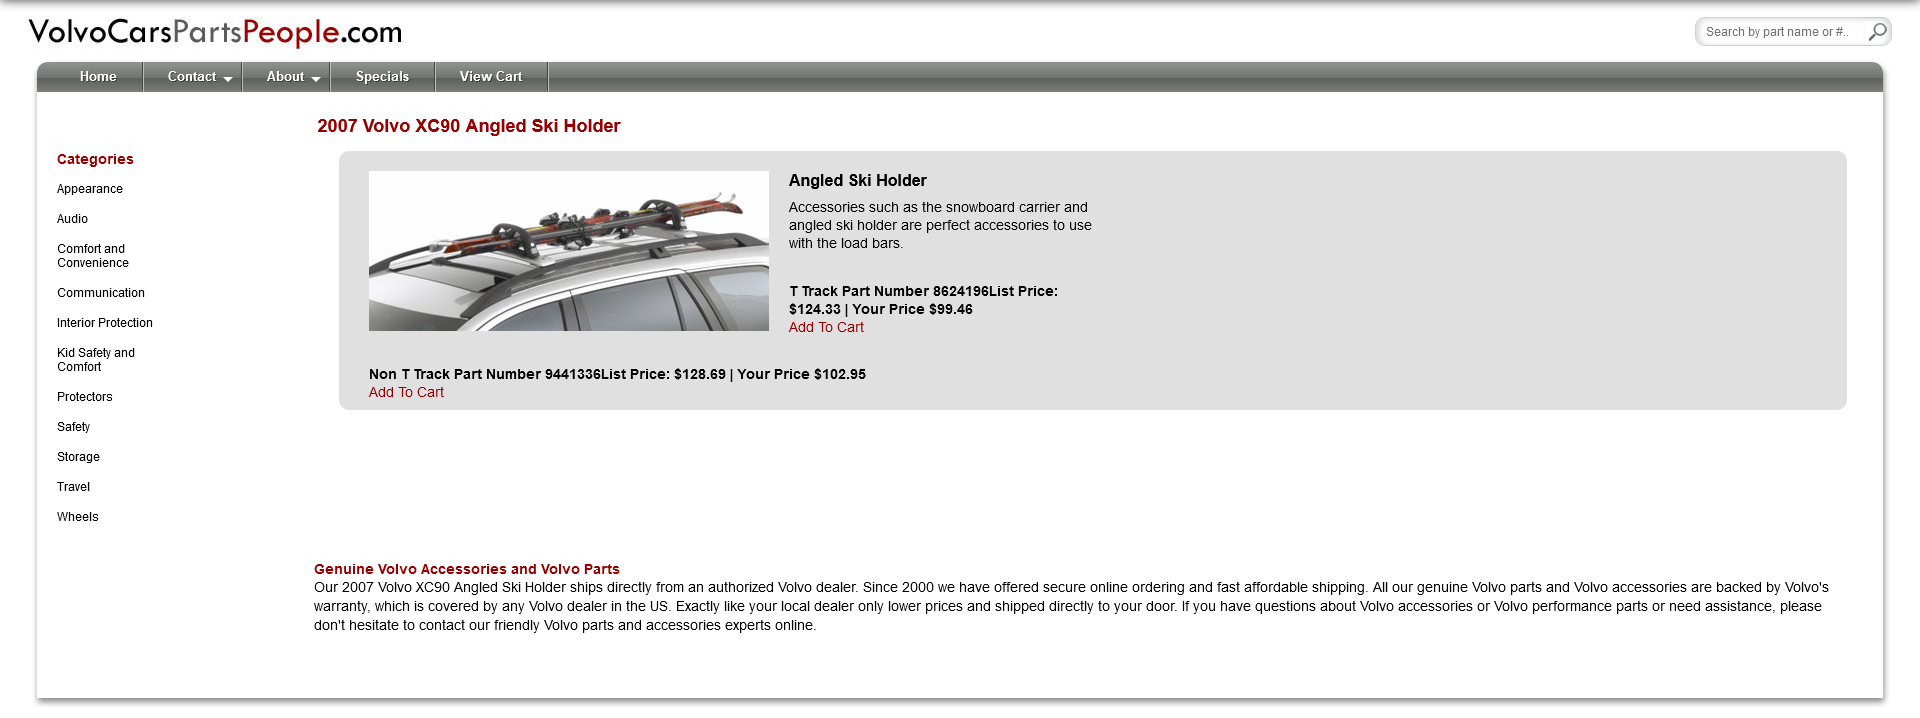 VolvoCarsPartsPeople.com
Search by part name or #..
Home Contact About Specials View Cart
2007 Volvo XC90 Angled Ski Holder
Categories
Appearance
Audio
Comfort and
Convenience
Communication
Interior Protection
Kid Safety and
Comfort
Protectors
Safety
Storage
Travel
Wheels
Angled Ski Holder
Accessories such as the snowboard carrier and
angled ski holder are perfect accessories to use
with the load bars.
T Track Part Number 8624196List Price:
$124.33 | Your Price $99.46
Add To Cart
Non T Track Part Number 9441336List Price: $128.69 | Your Price $102.95
Add To Cart
Genuine Volvo Accessories and Volvo Parts
Our 2007 Volvo XC90 Angled Ski Holder ships directly from an authorized Volvo dealer. Since 2000 we have offered secure online ordering and fast affordable shipping. All our genuine Volvo parts and Volvo accessories are backed by Volvo's
warranty, which is covered by any Volvo dealer in the US. Exactly like your local dealer only lower prices and shipped directly to your door. If you have questions about Volvo accessories or Volvo performance parts or need assistance, please
don't hesitate to contact our friendly Volvo parts and accessories experts online.